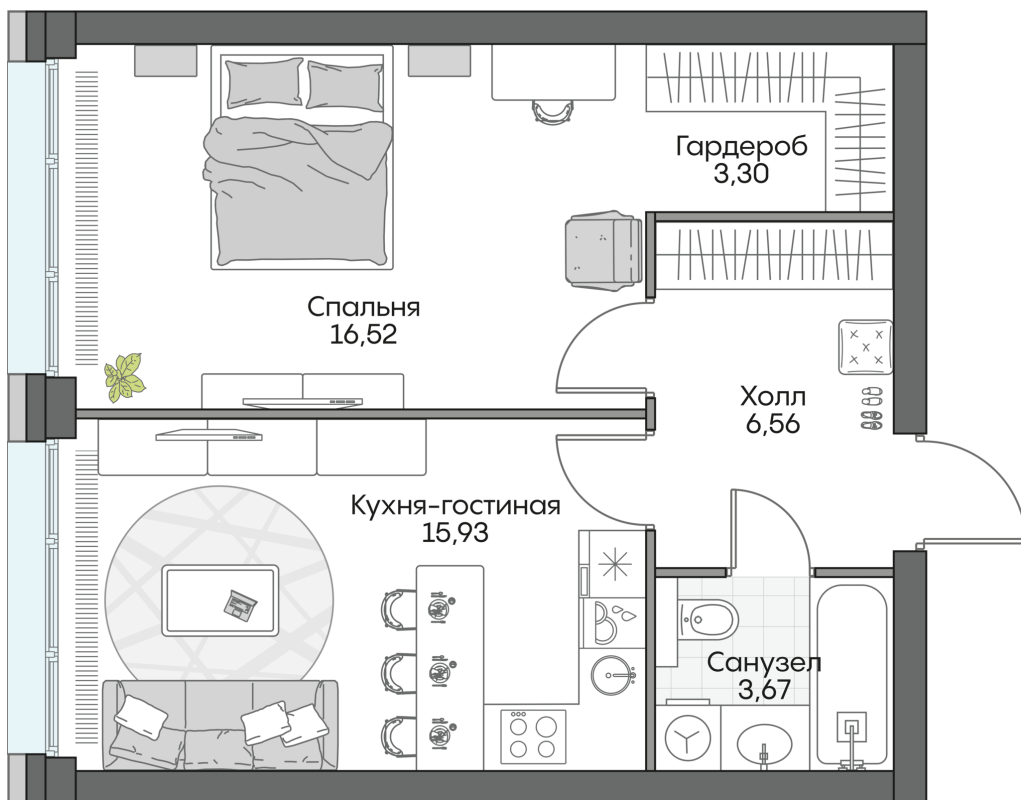 Гардероб
3,30
Спальня
16,52
Холл
6,56
Кухня-гостиная
15,93
Санузел
3,67